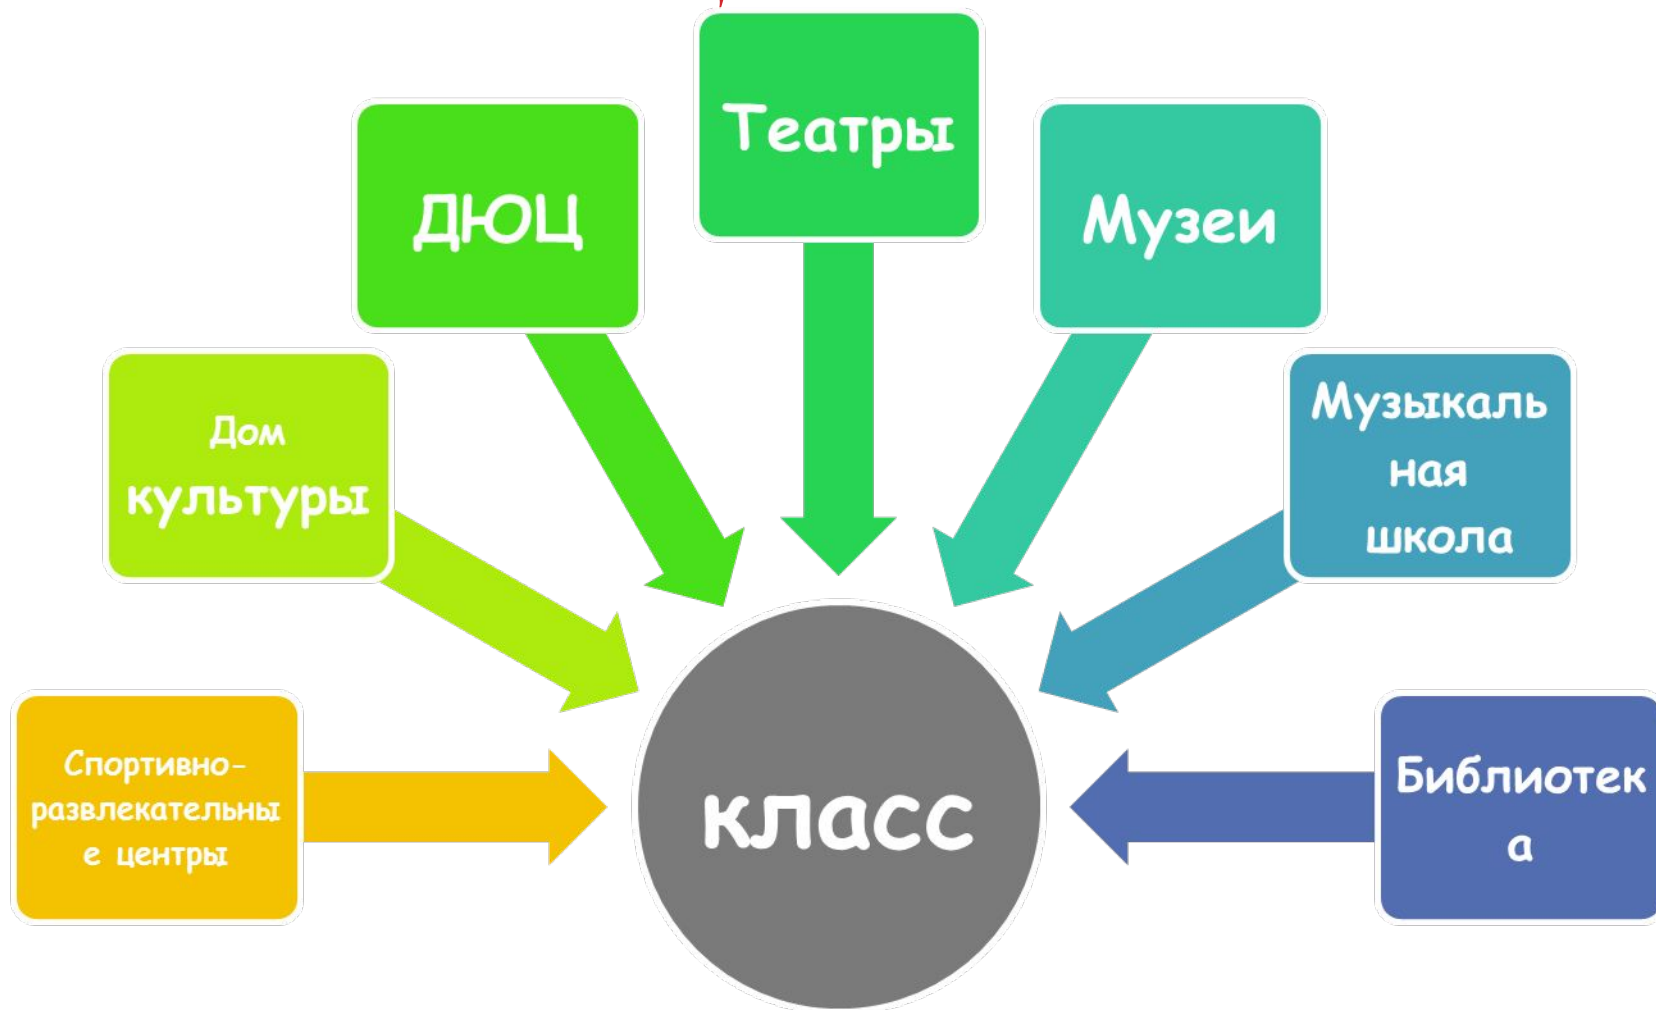 Театры
ДЮЦ
Музеи
Дом
культуры
Музыкаль
ная
школа
Спортивно-
развлекательны
е центры
класс
Библиотек
а